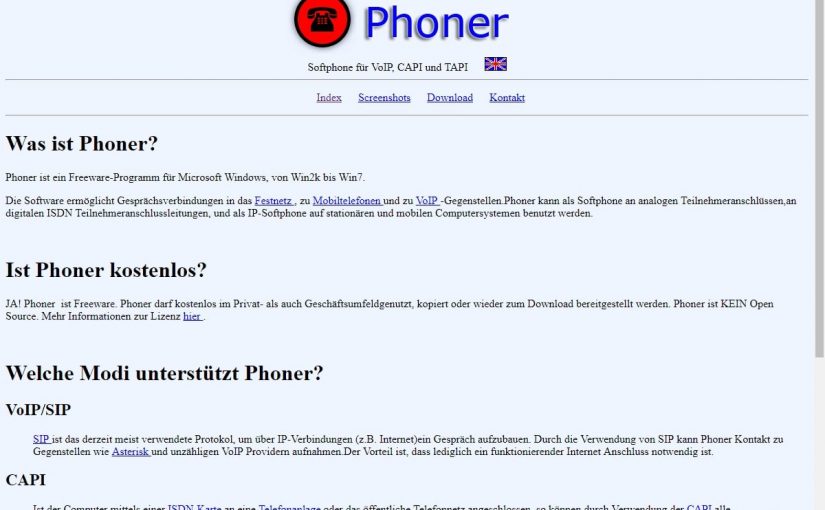 Phoner
Softphone für VoIP, CAPI und TAPI
Index Screenshots Download Kontakt
Was ist Phoner?
Phoner ist ein Freeware-Programm für Microsoft Windows, von Win2k bis Win7.
Die Software ermöglicht Gesprächsverbindungen in das Festnetz , zu Mobiltelefonen und zu VoIP -Gegenstellen.Phoner kann als Softphone an analogen Teilnehmeranschlüssen,an
digitalen ISDN Teilnehmeranschlussleitungen, und als IP-Softphone auf stationären und mobilen Computersystemen benutzt werden.
Ist Phoner kostenlos?
JA! Phoner  ist Freeware. Phoner darf kostenlos im Privat- als auch Geschäftsumfeldgenutzt, kopiert oder wieder zum Download bereitgestellt werden. Phoner ist KEIN Open
Source. Mehr Informationen zur Lizenz hier .
Welche Modi unterstützt Phoner?
VoIP/SIP
SIP ist das derzeit meist verwendete Protokol, um über IP-Verbindungen (z.B. Internet)ein Gespräch aufzubauen. Durch die Verwendung von SIP kann Phoner Kontakt zu
Gegenstellen wie Asterisk und unzähligen VoIP Providern aufnahmen.Der Vorteil ist, dass lediglich ein funktionierender Internet Anschluss notwendig ist.
CAPI
Ist der Computer mittels einer ISDN Karte an eine Telefonanlage oder das öffentliche Telefonnetz angeschlossen, so können durch Verwendung der CAPI alle